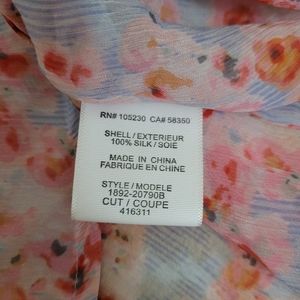 RN# 105230 CA# 58350
SHELL / EXTERIEUR
100% SILK / SOIE
MADE IN CHINA
FABRIQUE EN CHINE
STYLE / MODELE
1892-20790B
CUT / COUPE
416311